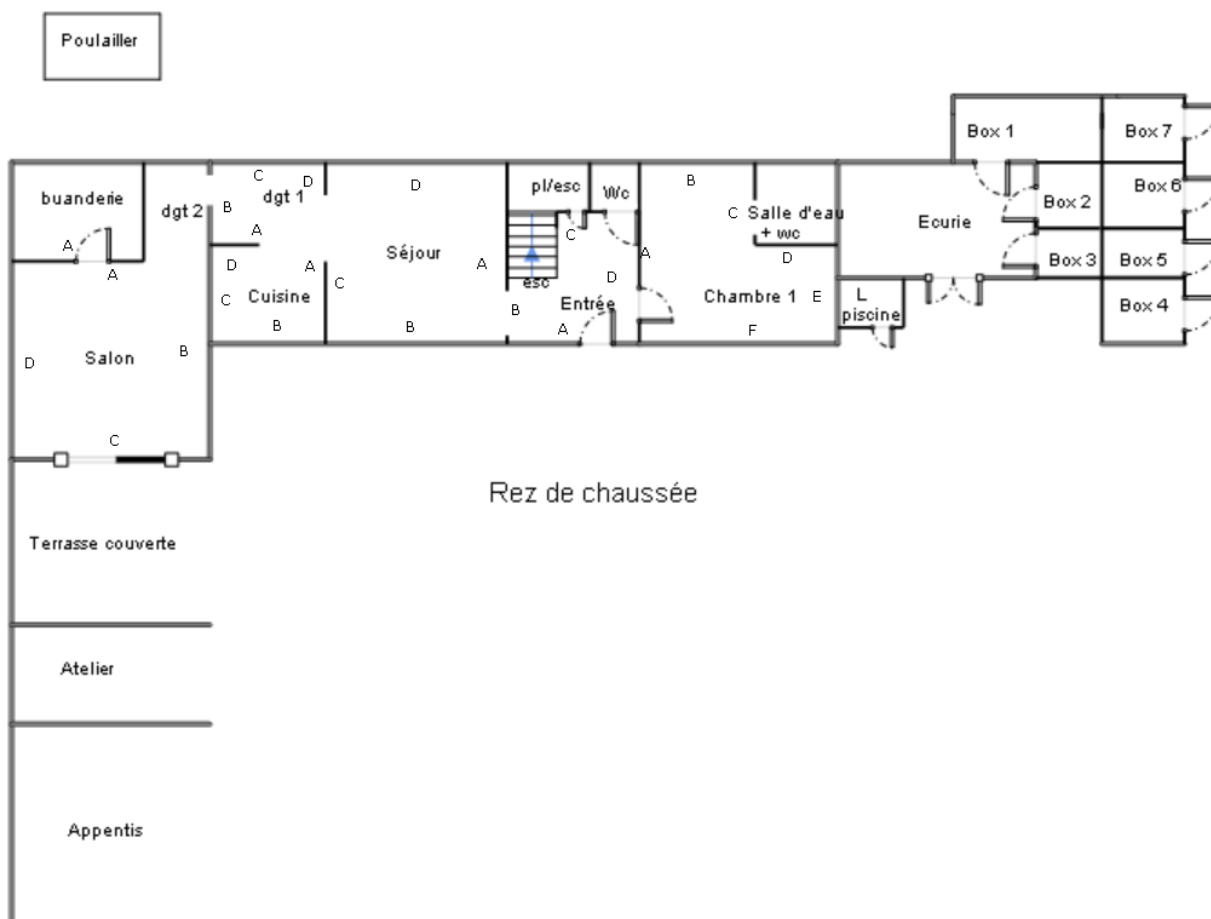 Poulailler
Box 1
Box 7
buanderie
dgt 2
C
D
dgt 1
B
A
D
pl/esc
Wc
B
C
Salle d'eau
+ wc
Ecurie
Box 2
Box 6
A
A
D
C
Cuisine
B
A
Séjour
C
A
B
C
esc
D
B
Entrée
A
A
D
Chambre 1
E
F
L
piscine
Box 3
Box 5
Box 4
D
Salon
B
C
Rez de chaussée
Terrasse couverte
Atelier
Appentis